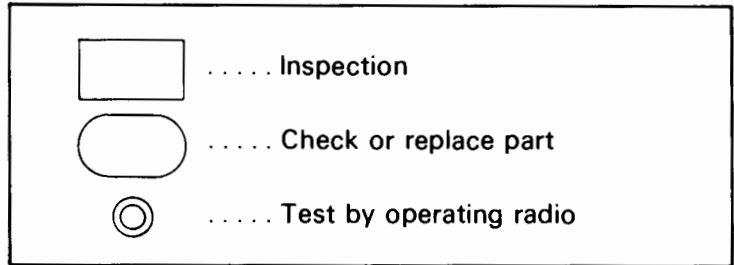 ..... Inspection
..... Check or replace part
..... Test by operating radio